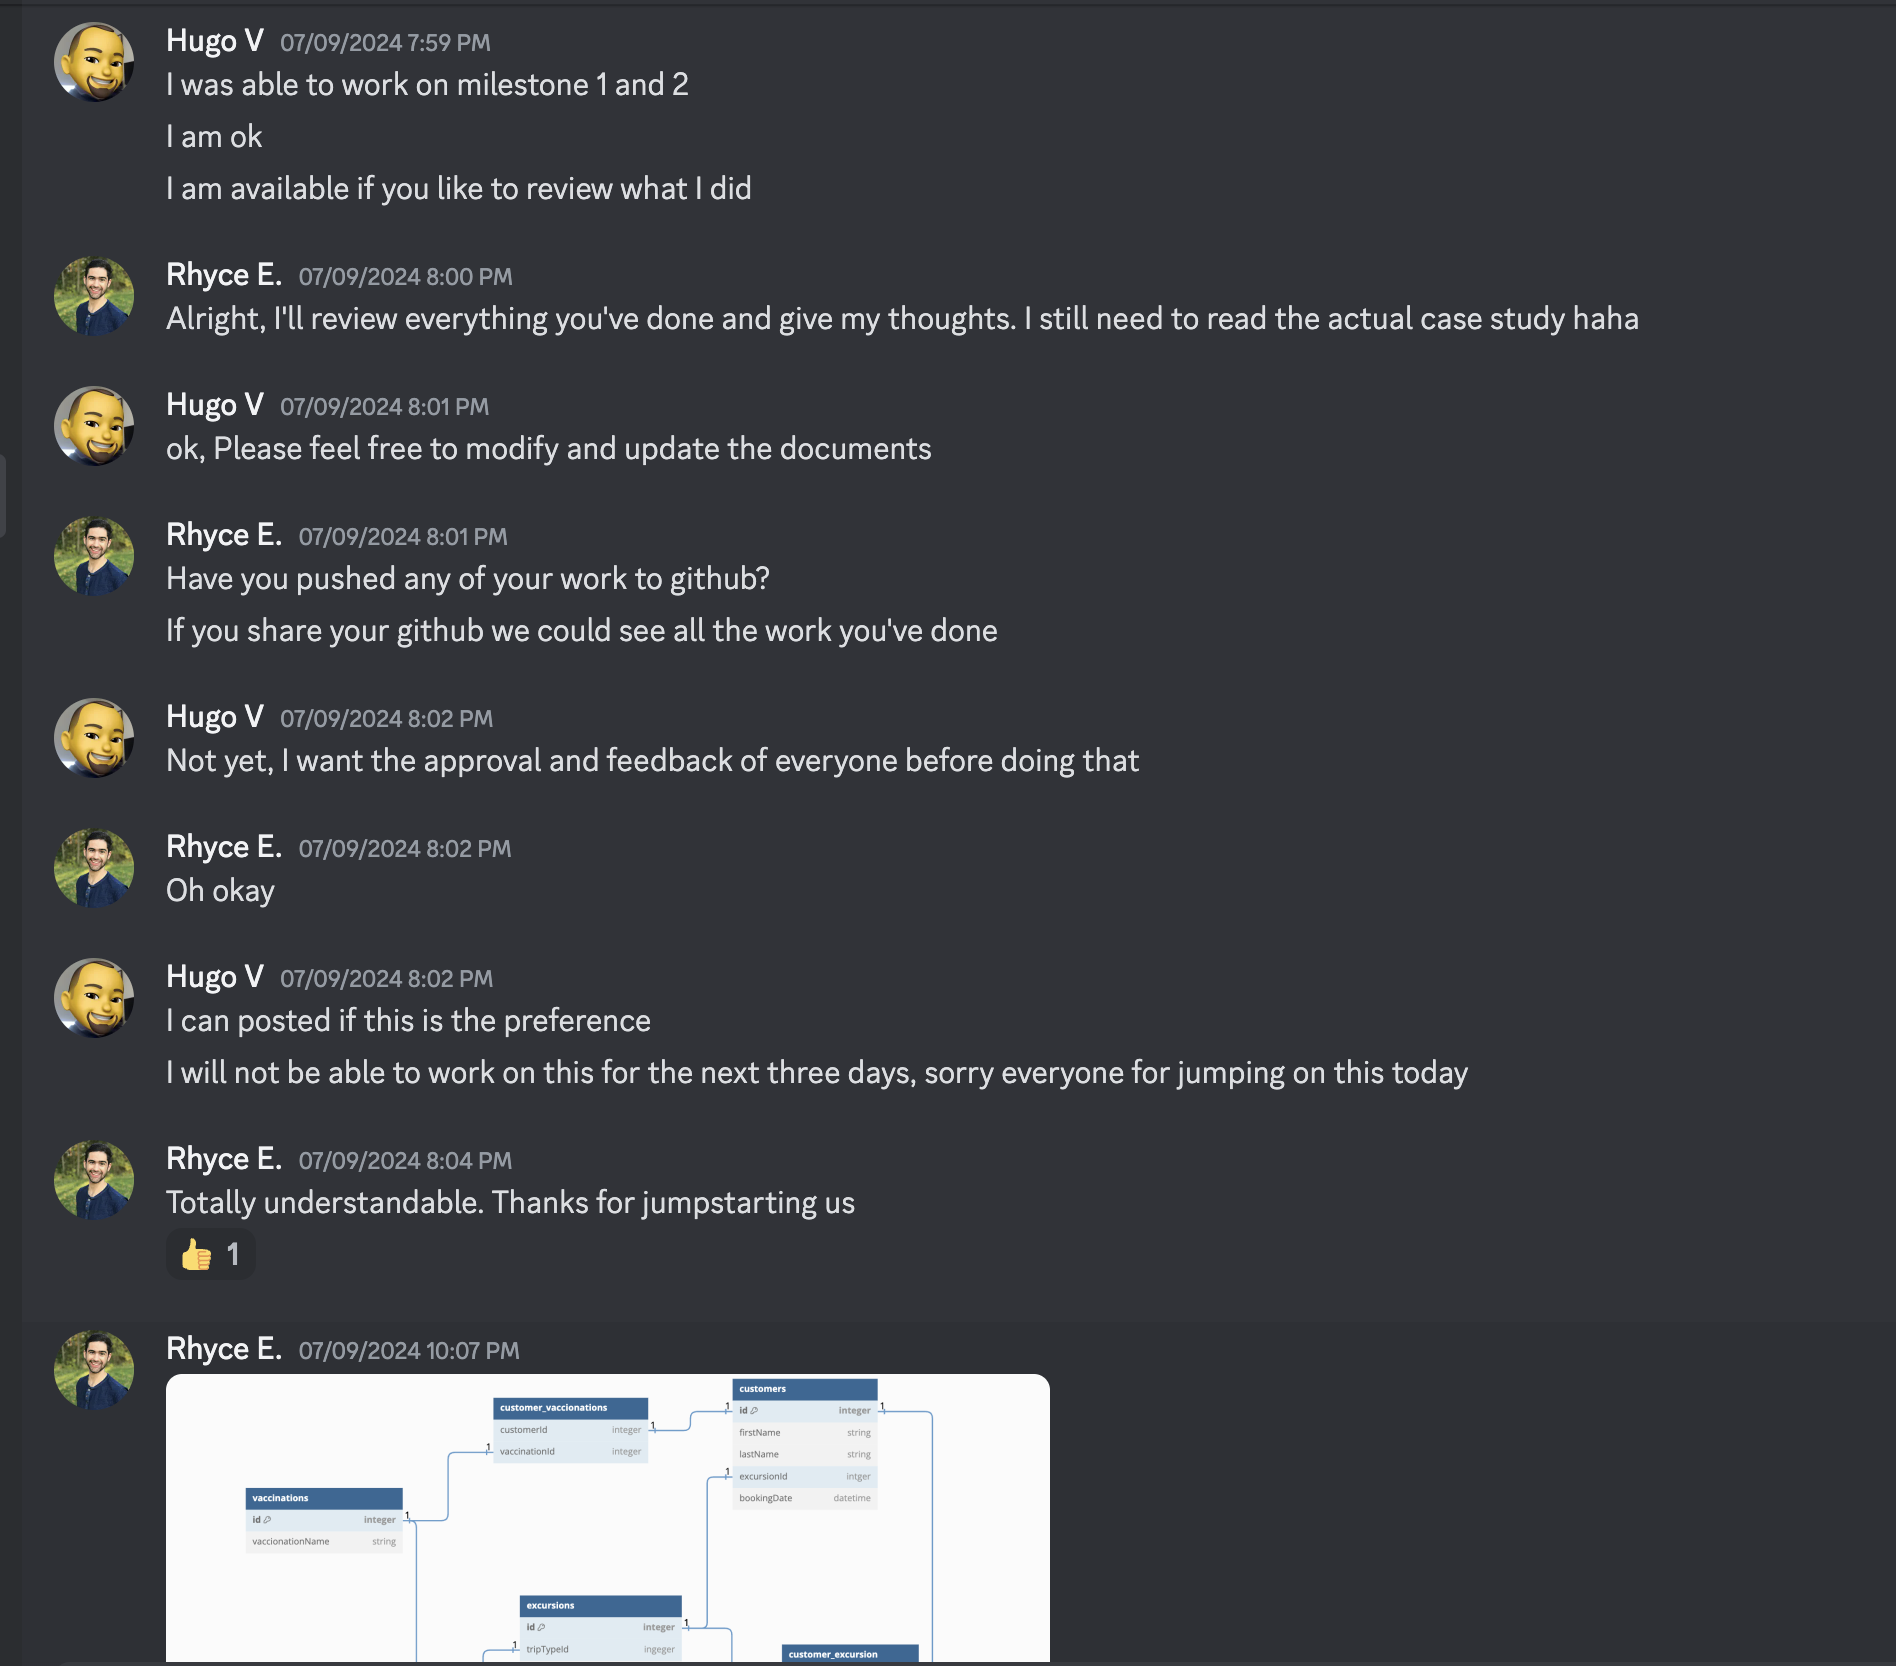 Hugo V 07/09/2024 7:59 PM
I was able to work on milestone 1 and 2
I am ok
I am available if you like to review what I did
Rhyce E. 07/09/2024 8:00 PM
Alright, I'll review everything you've done and give my thoughts. I still need to read the actual case study haha
Hugo V 07/09/2024 8:01 PM
ok, Please feel free to modify and update the documents
Rhyce E. 07/09/2024 8:01 PM
Have you pushed any of your work to github?
If you share your github we could see all the work you've done
Hugo V 07/09/2024 8:02 PM
Not yet, I want the approval and feedback of everyone before doing that
Rhyce E. 07/09/2024 8:02 PM
Oh okay
Hugo V 07/09/2024 8:02 PM
I can posted if this is the preference
I will not be able to work on this for the next three days, sorry everyone for jumping on this today
Rhyce E. 07/09/2024 8:04 PM
Totally understandable. Thanks for jumpstarting us
👍 1
Rhyce E. 07/09/2024 10:07 PM
customers
1 id integer 1
firstName string
lastName string
1 excursionId intger
bookingDate datetime
customer_vaccionations
customerId integer 1
1 vaccinationId integer
vaccinations
id integer 1
vaccionationName string
excursions
id integer 1
1 tripTypeId ingeger
customer_excursion